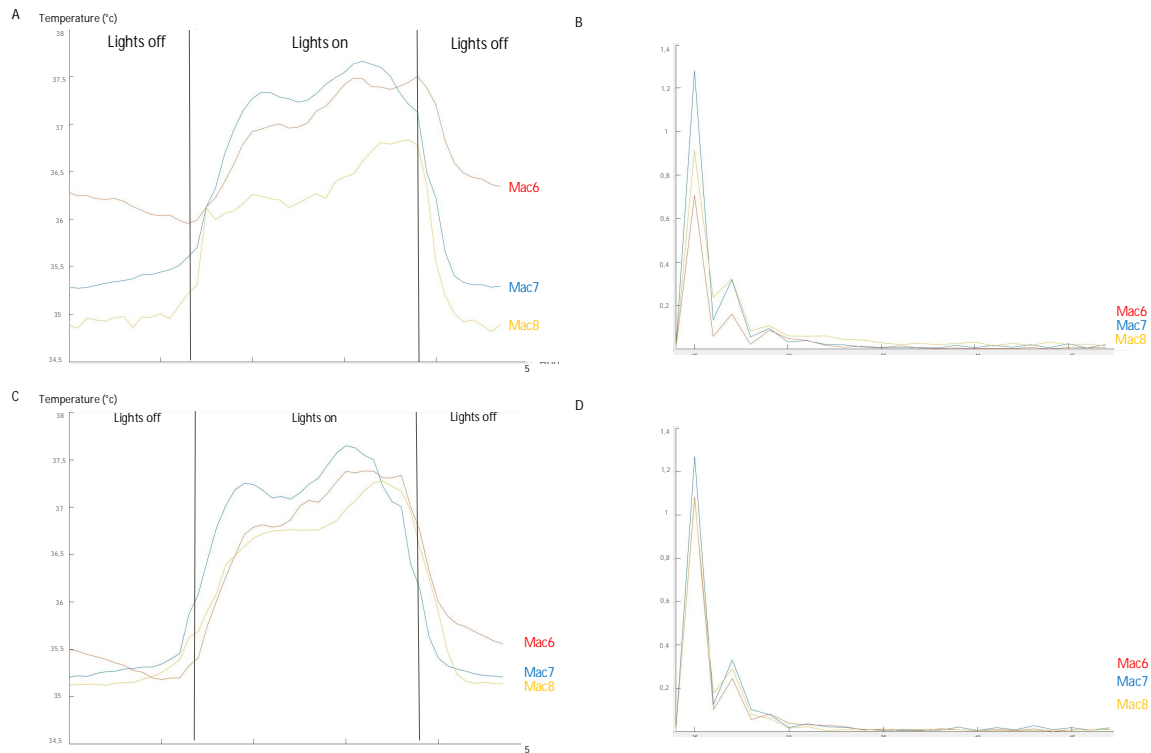 A Temperature (°c)
Lights off Lights on Lights off
38
37,5
37
36,5
36
35,5
35
34,5
Mac6
Mac7
Mac8
5
B
1,4
1,2
1
0,8
0,6
0,4
0,2
Mac6
Mac7
Mac8
C Temperature (°c)
Lights off Lights on Lights off
38
37,5
37
36,5
36
35,5
35
34,5
Mac6
Mac7
Mac8
5
D
1,4
1,2
1
0,8
0,6
0,4
0,2
Mac6
Mac7
Mac8